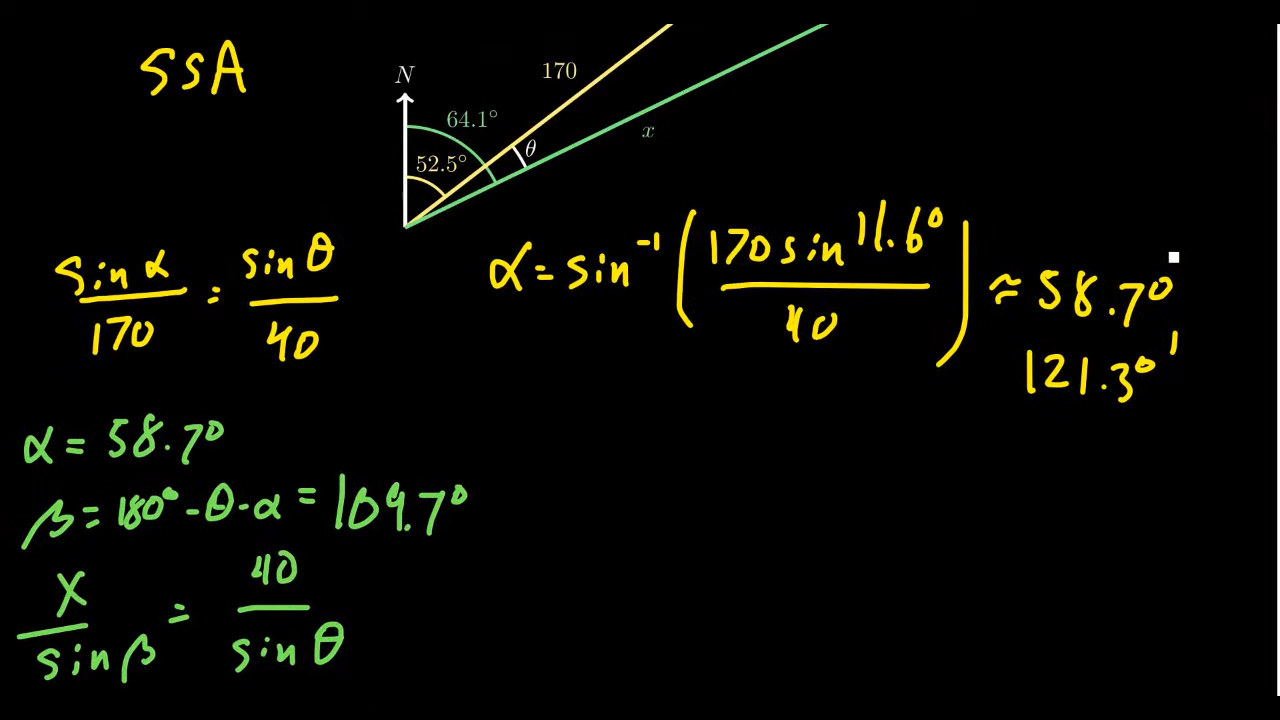 SSA
N
170
64.1°
θ
52.5°
x
sin α / 170 = sin θ / 40
α = sin⁻¹ ( 170 sin 11.6° / 40 ) ≈ 58.7° ,
121.3°
α = 58.7°
β = 180° - θ - α = 109.7°
x / sin β = 40 / sin θ